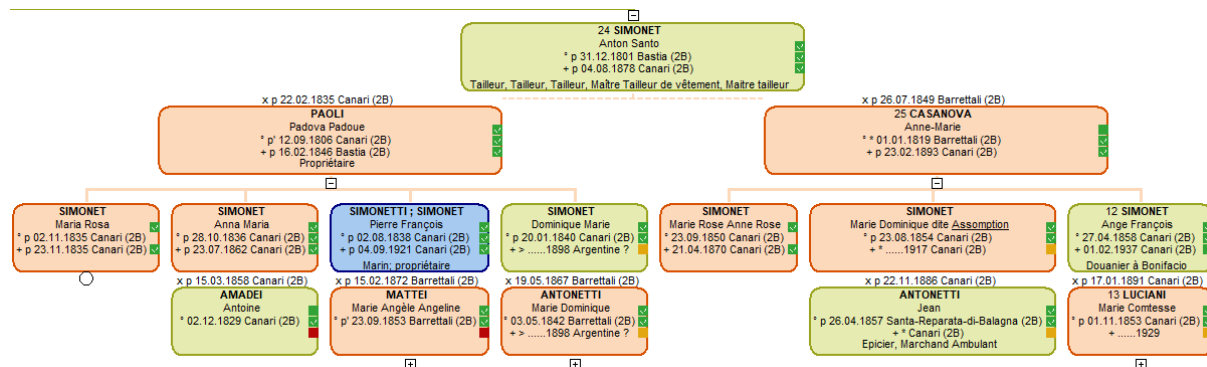 24 SIMONET
Anton Santo
° p 31.12.1801 Bastia (2B)
+ p 04.08.1878 Canari (2B)
Tailleur, Tailleur, Tailleur, Maître Tailleur de vêtement, Maitre tailleur
x p 22.02.1835 Canari (2B)
PAOLI
Padova Padoue
° p' 12.09.1806 Canari (2B)
+ p 16.02.1846 Bastia (2B)
Propriétaire
x p 26.07.1849 Barrettali (2B)
25 CASANOVA
Anne-Marie
° * 01.01.1819 Barrettali (2B)
+ p 23.02.1893 Canari (2B)
SIMONET
Maria Rosa
° p 02.11.1835 Canari (2B)
+ p 23.11.1835 Canari (2B)
SIMONET
Anna Maria
° p 28.10.1836 Canari (2B)
+ p 23.07.1862 Canari (2B)
SIMONETTI ; SIMONET
Pierre François
° p 02.08.1838 Canari (2B)
+ p 04.09.1921 Canari (2B)
Marin; propriétaire
SIMONET
Dominique Marie
° p 20.01.1840 Canari (2B)
+ > ......1898 Argentine ?
SIMONET
Marie Rose Anne Rose
° 23.09.1850 Canari (2B)
+ 21.04.1870 Canari (2B)
SIMONET
Marie Dominique dite Assomption
° p 23.08.1854 Canari (2B)
+ ° ......1917 Canari (2B)
12 SIMONET
Ange François
° 27.04.1858 Canari (2B)
+ 01.02.1937 Canari (2B)
Douanier à Bonifacio
x p 15.03.1858 Canari (2B)
AMADEI
Antoine
° 02.12.1829 Canari (2B)
x p 15.02.1872 Barrettali (2B)
MATTEI
Marie Angèle Angeline
° p' 23.09.1853 Barrettali (2B)
x 19.05.1867 Barrettali (2B)
ANTONETTI
Marie Dominique
° 03.05.1842 Barrettali (2B)
+ > ......1898 Argentine ?
x p 22.11.1886 Canari (2B)
ANTONETTI
Jean
° p 26.04.1857 Santa-Reparata-di-Balagna (2B)
+ ° Canari (2B)
Epicier, Marchand Ambulant
x p 17.01.1891 Canari (2B)
13 LUCIANI
Marie Comtesse
° p 01.11.1853 Canari (2B)
+ ......1929